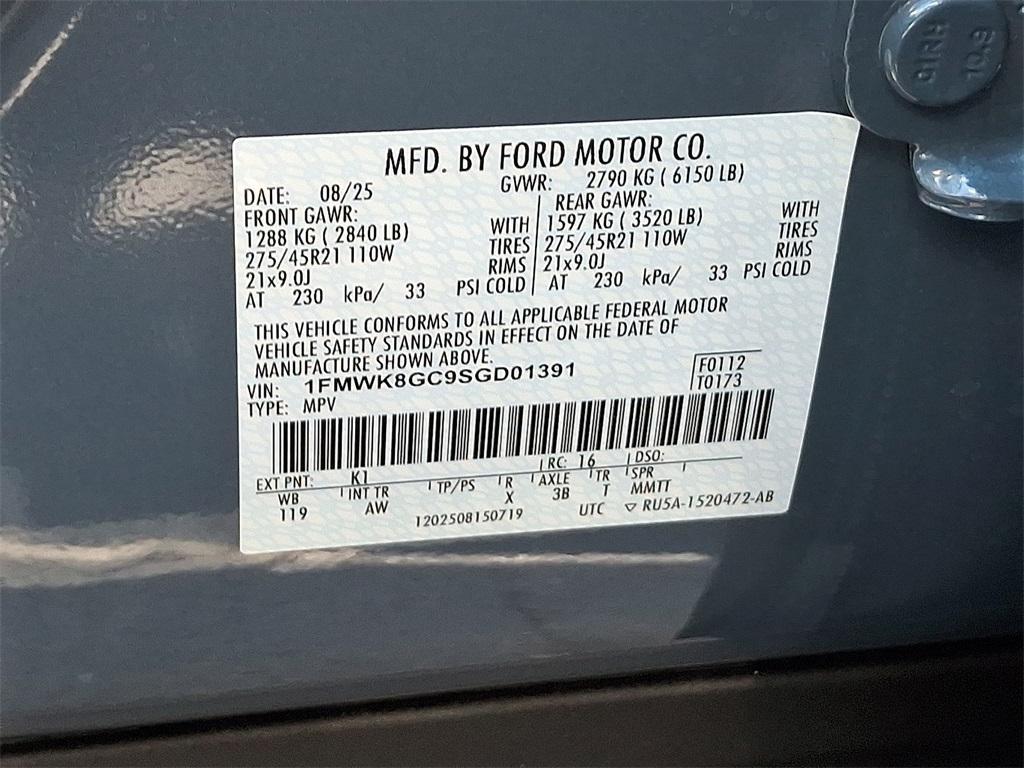 GIRH
10.9
MFD. BY FORD MOTOR CO.
DATE: 08/25 GVWR: 2790 KG ( 6150 LB)
FRONT GAWR: REAR GAWR:
1288 KG ( 2840 LB) WITH 1597 KG ( 3520 LB) WITH
275/45R21 110W TIRES 275/45R21 110W TIRES
21x9.0J RIMS 21x9.0J RIMS
AT 230 kPa/ 33 PSI COLD AT 230 kPa/ 33 PSI COLD
THIS VEHICLE CONFORMS TO ALL APPLICABLE FEDERAL MOTOR
VEHICLE SAFETY STANDARDS IN EFFECT ON THE DATE OF
MANUFACTURE SHOWN ABOVE.
VIN: 1FMWK8GC9SGD01391 F0112
TYPE: MPV T0173
EXT PNT: K1 RC: 16 DSO:
WB INT TR TP/PS R AXLE TR SPR
119 AW X 3B T MMTT
1202508150719 UTC ▽ RU5A-1520472-AB